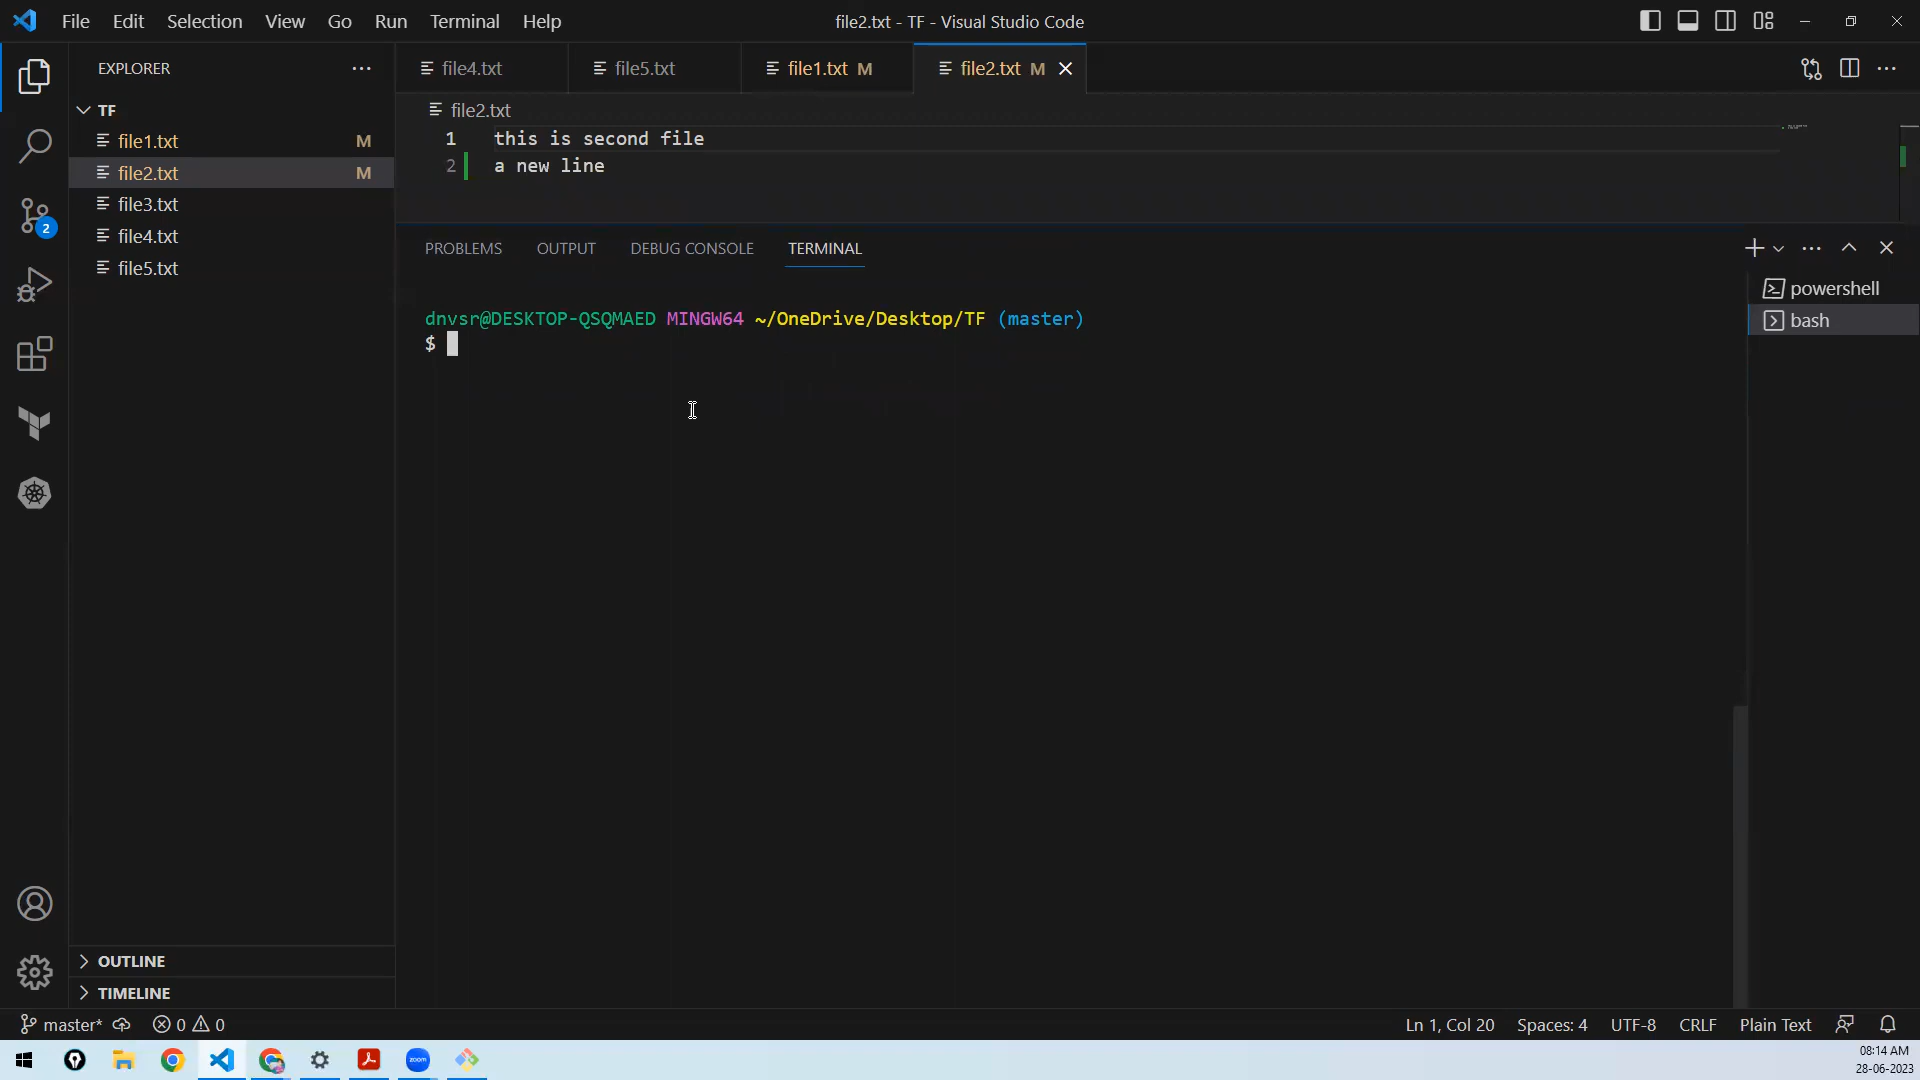 File Edit Selection View Go Run Terminal Help
file2.txt - TF - Visual Studio Code
EXPLORER
TF
file1.txt M
file2.txt M
file3.txt
file4.txt
file5.txt
OUTLINE
TIMELINE
2
file4.txt
file5.txt
file1.txt M
file2.txt M
file2.txt
1 this is second file
2 a new line
PROBLEMS OUTPUT DEBUG CONSOLE TERMINAL
dnvsr@DESKTOP-QSQMAED MINGW64 ~/OneDrive/Desktop/TF (master)
$
powershell
bash
master* 0 0
Ln 1, Col 20 Spaces: 4 UTF-8 CRLF Plain Text
zoom
08:14 AM
28-06-2023